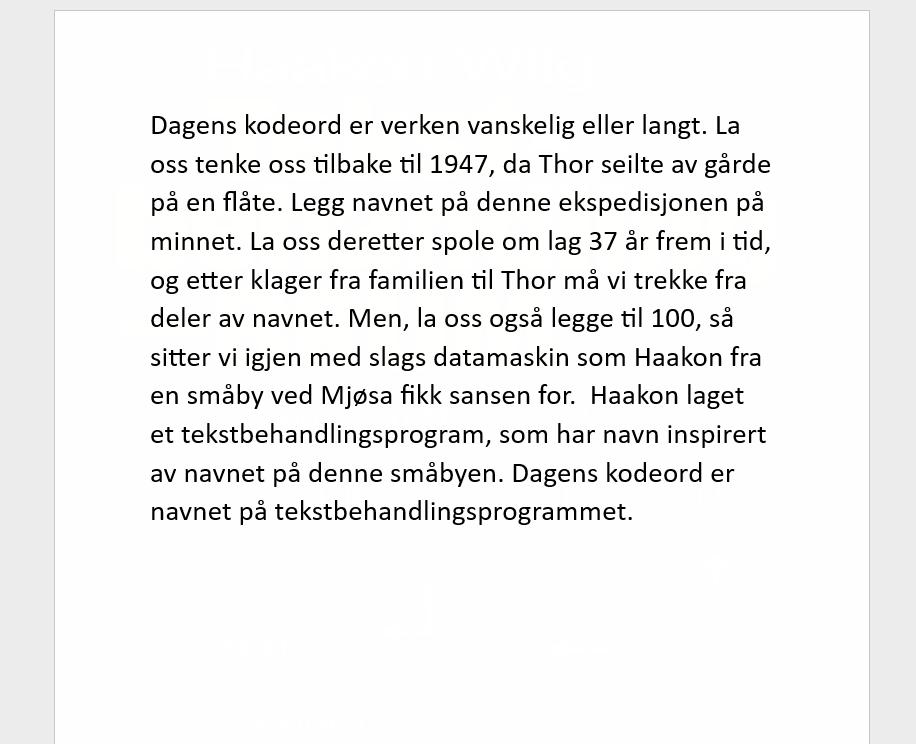 Dagens kodeord er verken vanskelig eller langt. La
oss tenke oss tilbake til 1947, da Thor seilte av gårde
på en flåte. Legg navnet på denne ekspedisjonen på
minnet. La oss deretter spole om lag 37 år frem i tid,
og etter klager fra familien til Thor må vi trekke fra
deler av navnet. Men, la oss også legge til 100, så
sitter vi igjen med slags datamaskin som Haakon fra
en småby ved Mjøsa fikk sansen for.  Haakon laget
et tekstbehandlingsprogram, som har navn inspirert
av navnet på denne småbyen. Dagens kodeord er
navnet på tekstbehandlingsprogrammet.